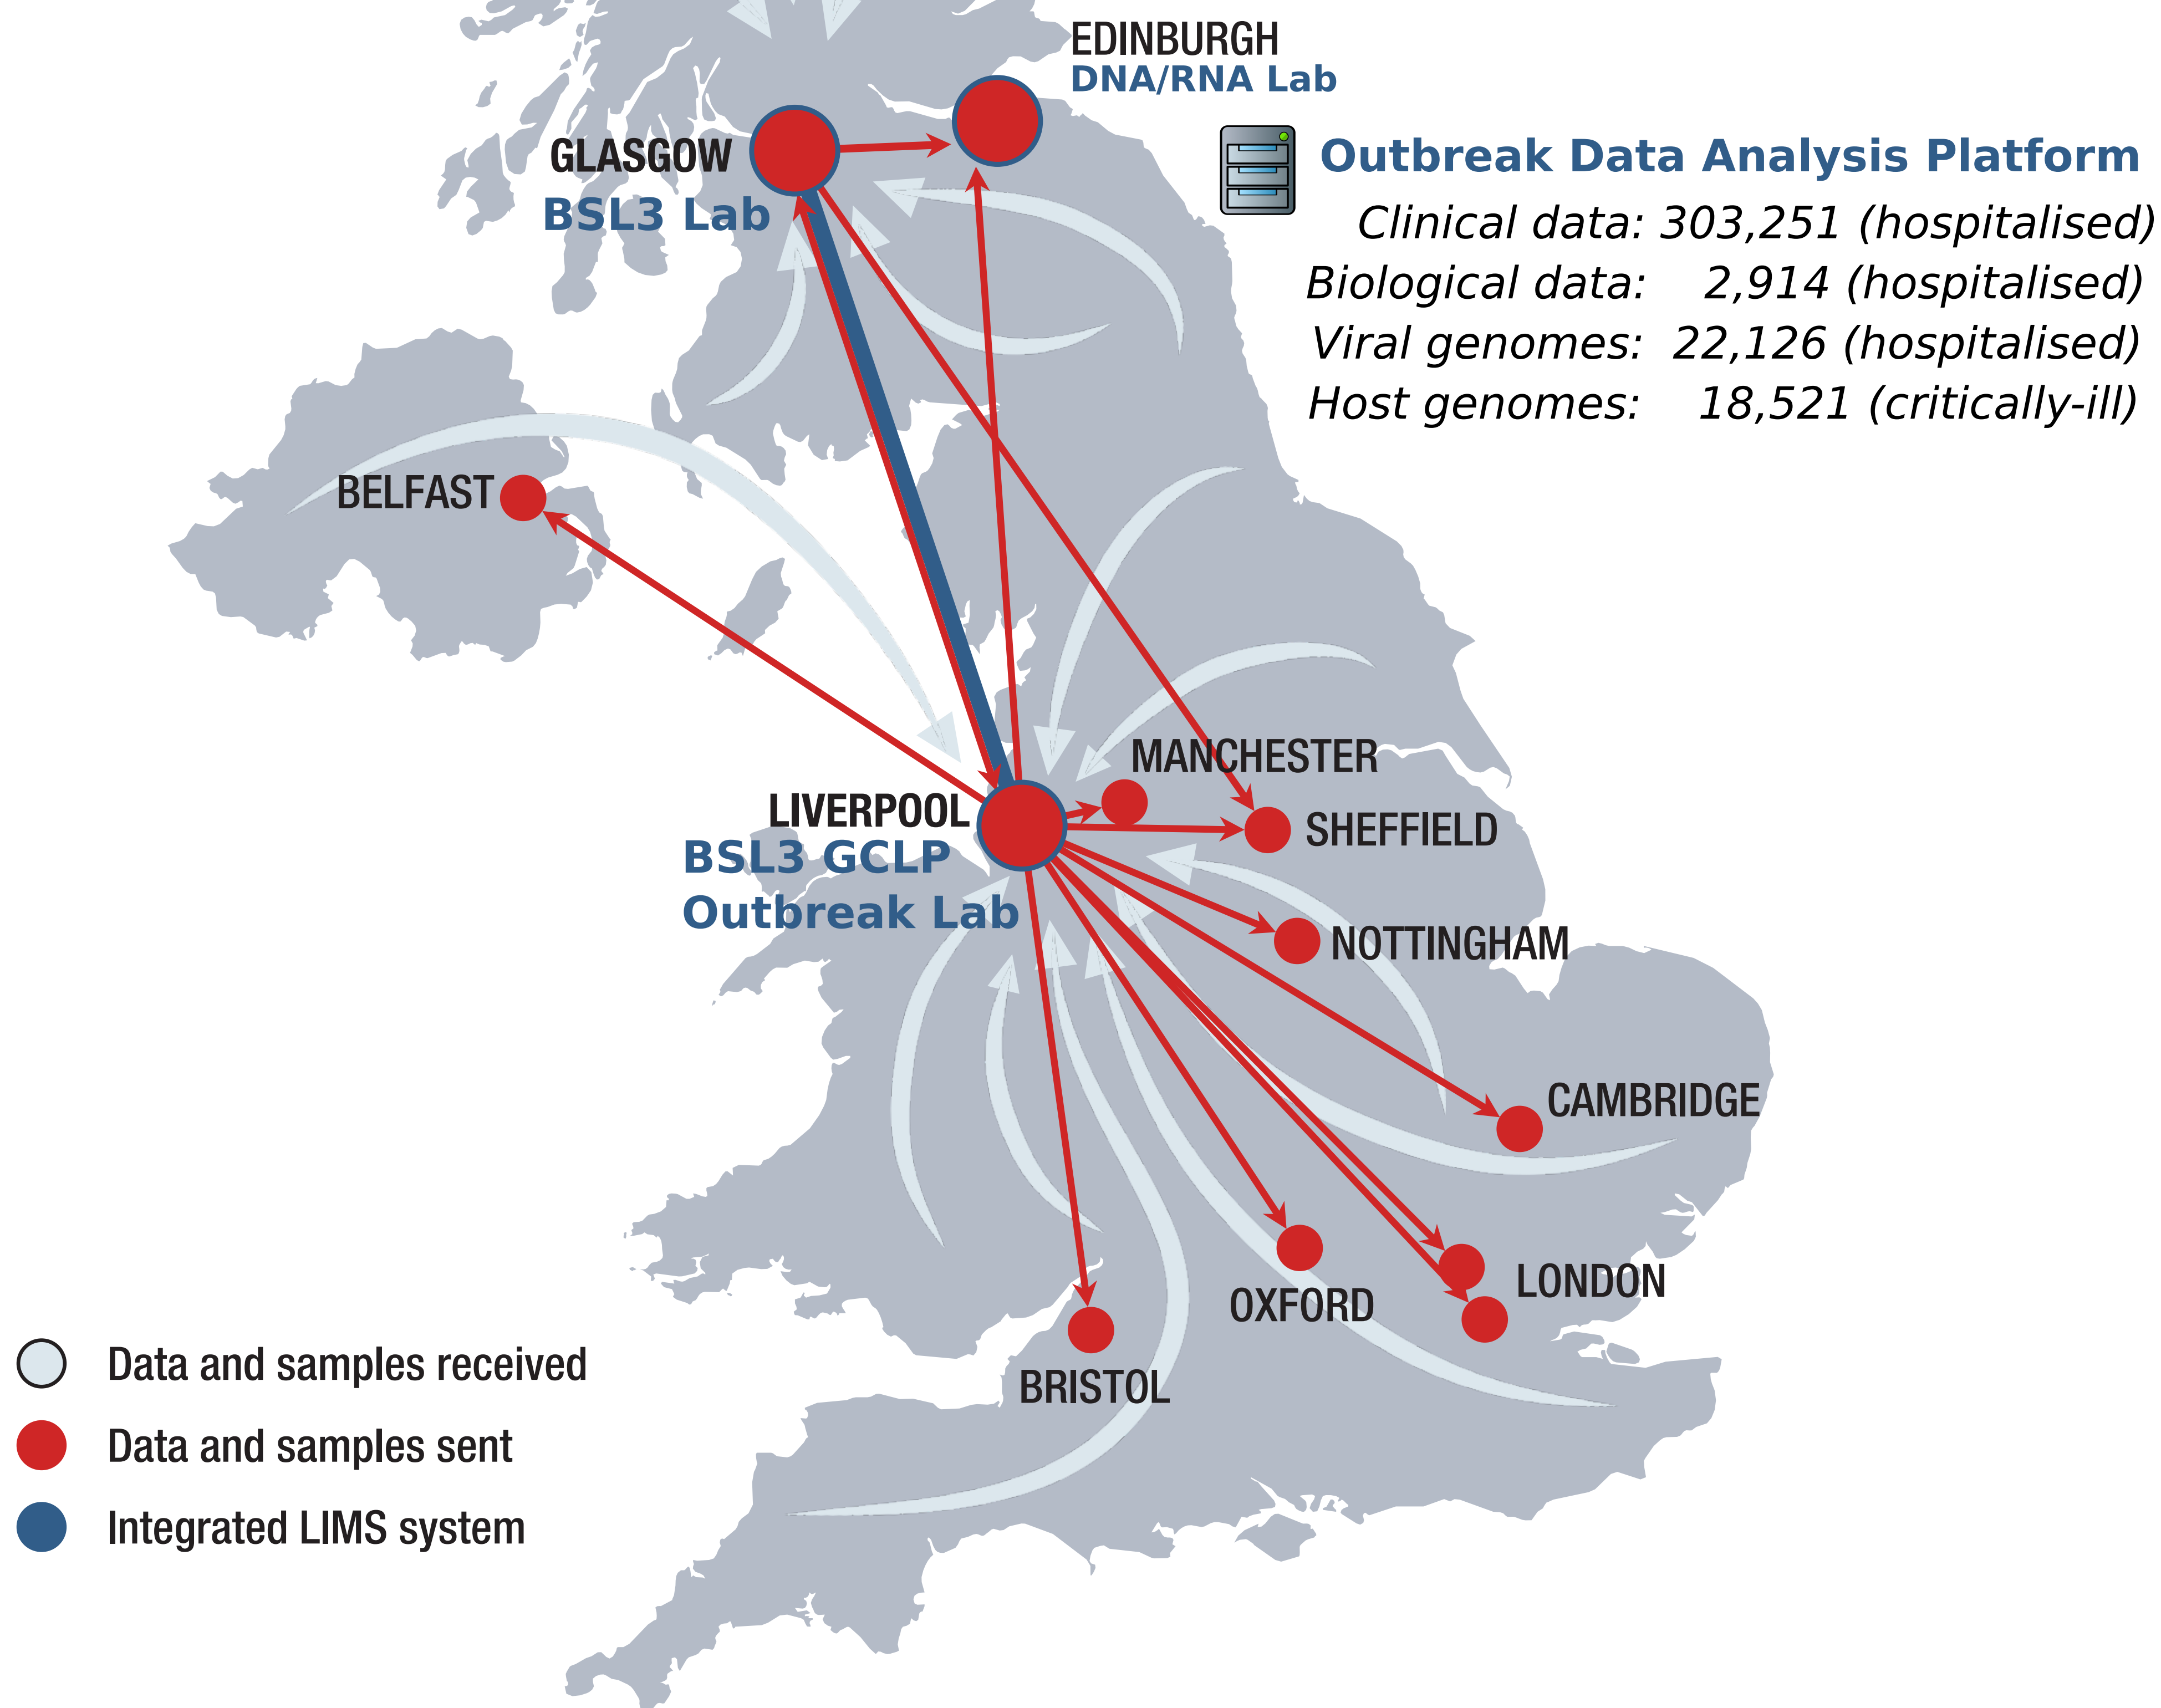 EDINBURGH
DNA/RNA Lab
GLASGOW
BSL3 Lab
Outbreak Data Analysis Platform
Clinical data: 303,251 (hospitalised)
Biological data: 2,914 (hospitalised)
Viral genomes: 22,126 (hospitalised)
Host genomes: 18,521 (critically-ill)
BELFAST
MANCHESTER
LIVERPOOL
BSL3 GCLP
Outbreak Lab
SHEFFIELD
NOTTINGHAM
CAMBRIDGE
LONDON
OXFORD
BRISTOL
Data and samples received
Data and samples sent
Integrated LIMS system